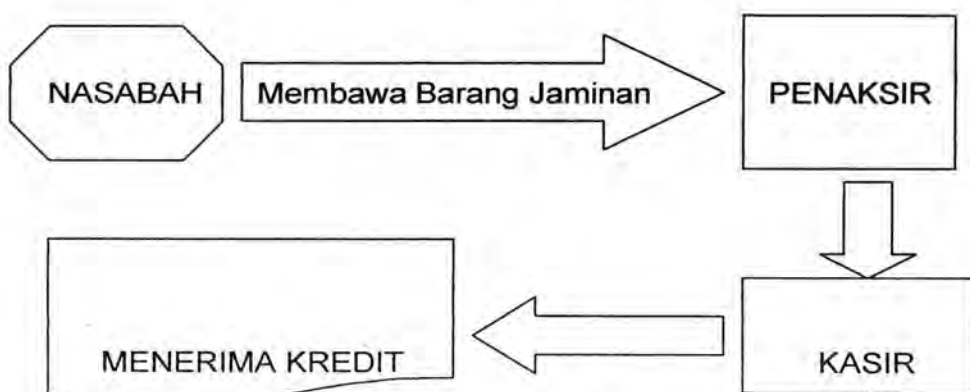 NASABAH
Membawa Barang Jaminan
PENAKSIR
KASIR
MENERIMA KREDIT